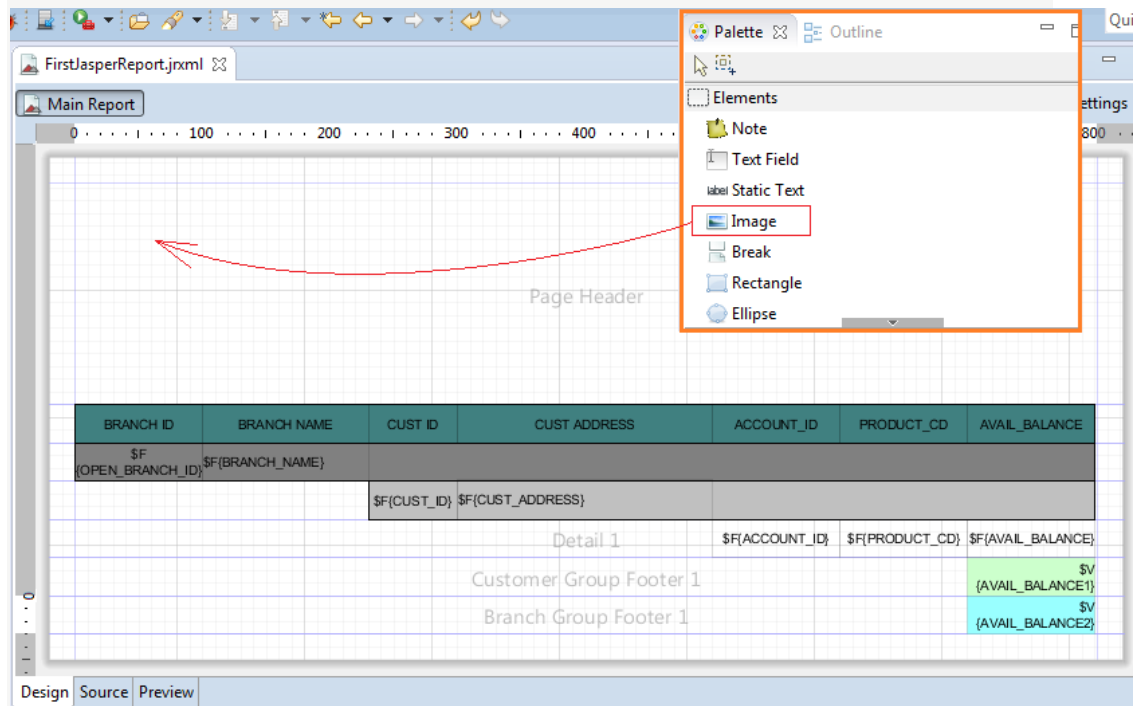 Palette Outline Qui
FirstJasperReport.jrxml
Main Report ettings
Elements
0 100 200 300 400 800
Note
Text Field
label Static Text
Image
Break
Rectangle
Ellipse
Page Header
BRANCH ID BRANCH NAME CUST ID CUST ADDRESS ACCOUNT_ID PRODUCT_CD AVAIL_BALANCE
$F
{OPEN_BRANCH_ID} $F{BRANCH_NAME}
$F{CUST_ID} $F{CUST_ADDRESS}
Detail 1 $F{ACCOUNT_ID} $F{PRODUCT_CD} $F{AVAIL_BALANCE}
Customer Group Footer 1 $V
{AVAIL_BALANCE1}
0
Branch Group Footer 1 $V
{AVAIL_BALANCE2}
Design Source Preview